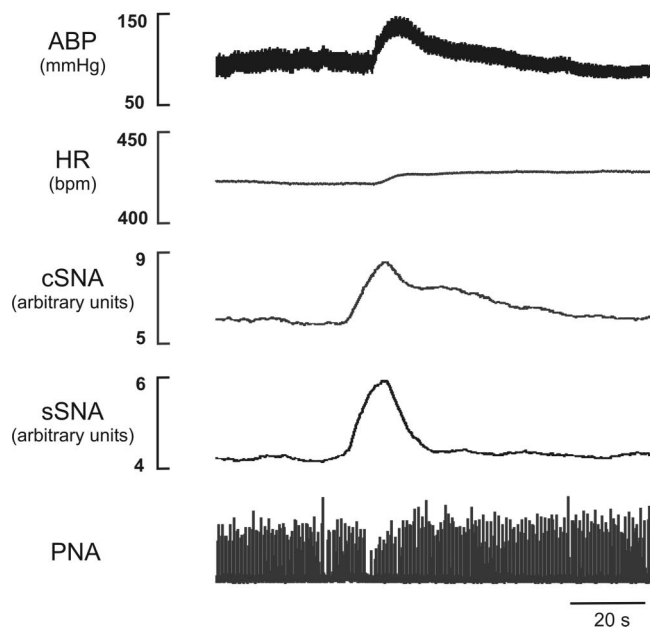 ABP
(mmHg)
150
50
HR
(bpm)
450
400
cSNA
(arbitrary units)
9
5
sSNA
(arbitrary units)
6
4
PNA
20 s